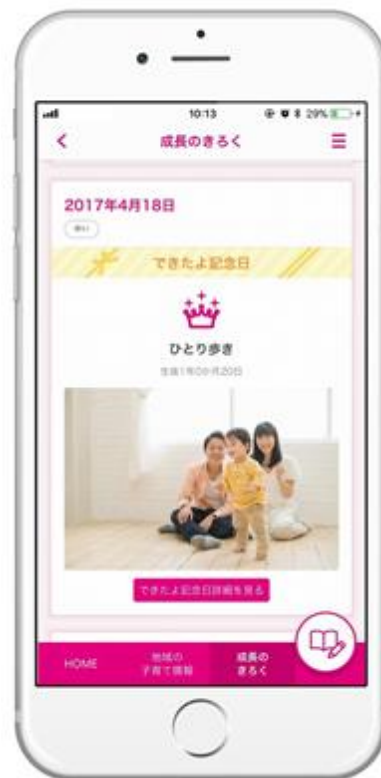 10:13
29%
成長のきろく
2017年4月18日
できたよ記念日
ひとり歩き
生後1年0か月20日
できたよ記念日詳細を見る
HOME
地域の
子育て情報
成長の
きろく